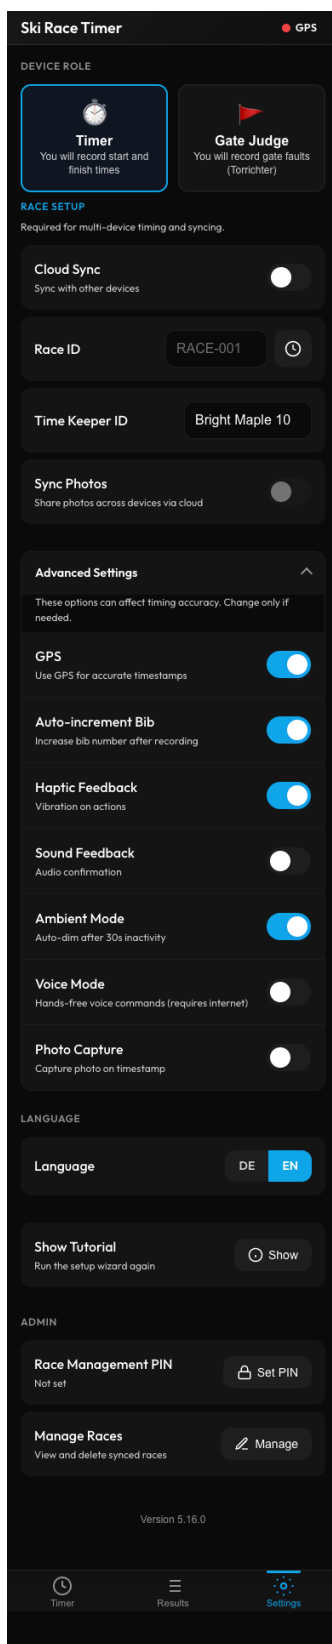 Ski Race Timer
GPS
DEVICE ROLE
Timer
You will record start and
finish times
Gate Judge
You will record gate faults
(Torrichter)
RACE SETUP
Required for multi-device timing and syncing.
Cloud Sync
Sync with other devices
Race ID
RACE-001
Time Keeper ID
Bright Maple 10
Sync Photos
Share photos across devices via cloud
Advanced Settings
These options can affect timing accuracy. Change only if
needed.
GPS
Use GPS for accurate timestamps
Auto-increment Bib
Increase bib number after recording
Haptic Feedback
Vibration on actions
Sound Feedback
Audio confirmation
Ambient Mode
Auto-dim after 30s inactivity
Voice Mode
Hands-free voice commands (requires internet)
Photo Capture
Capture photo on timestamp
LANGUAGE
Language
DE
EN
Show Tutorial
Run the setup wizard again
Show
ADMIN
Race Management PIN
Not set
Set PIN
Manage Races
View and delete synced races
Manage
Version 5.16.0
Timer
Results
Settings